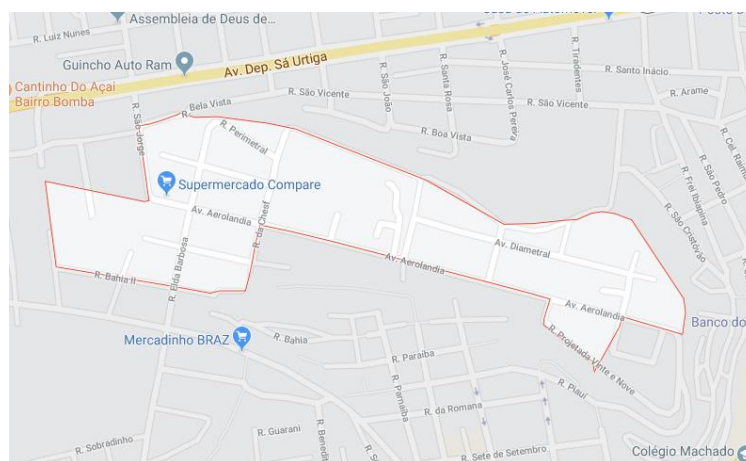 Assembleia de Deus de...
R. Luiz Nunes
Guincho Auto Ram
Av. Dep. Sá Urtiga
Cantinho Do Açaí
Bairro Bomba
R. Bela Vista
R. São Jorge
R. São Vicente
R. São João
R. Santa Rosa
R. José Carlos Pereira
R. Tiradentes
R. Santo Inácio
R. Arame
R. São Vicente
R. Boa Vista
R. Perimetral
R. São Pedro
R. Frei Ibiapina
R. São Cristóvão
Supermercado Compare
Av. Aerolandia
R. da Chesf
R. Elda Barbosa
Av. Diametral
Av. Aerolandia
R. Bahia II
Av. Aerolandia
Banco do
Mercadinho BRAZ
R. Bahia
R. Projetada Vinte e Nove
R. Paraíba
R. Parnaíba
R. Piauí
R. da Romana
R. Guarani
R. Sobradinho
R. Sete de Setembro
Colégio Machado